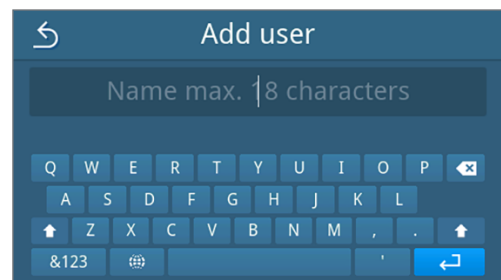 Add user
Name max. 18 characters
Q W E R T Y U I O P
A S D F G H J K L
Z X C V B N M , .
&123 '